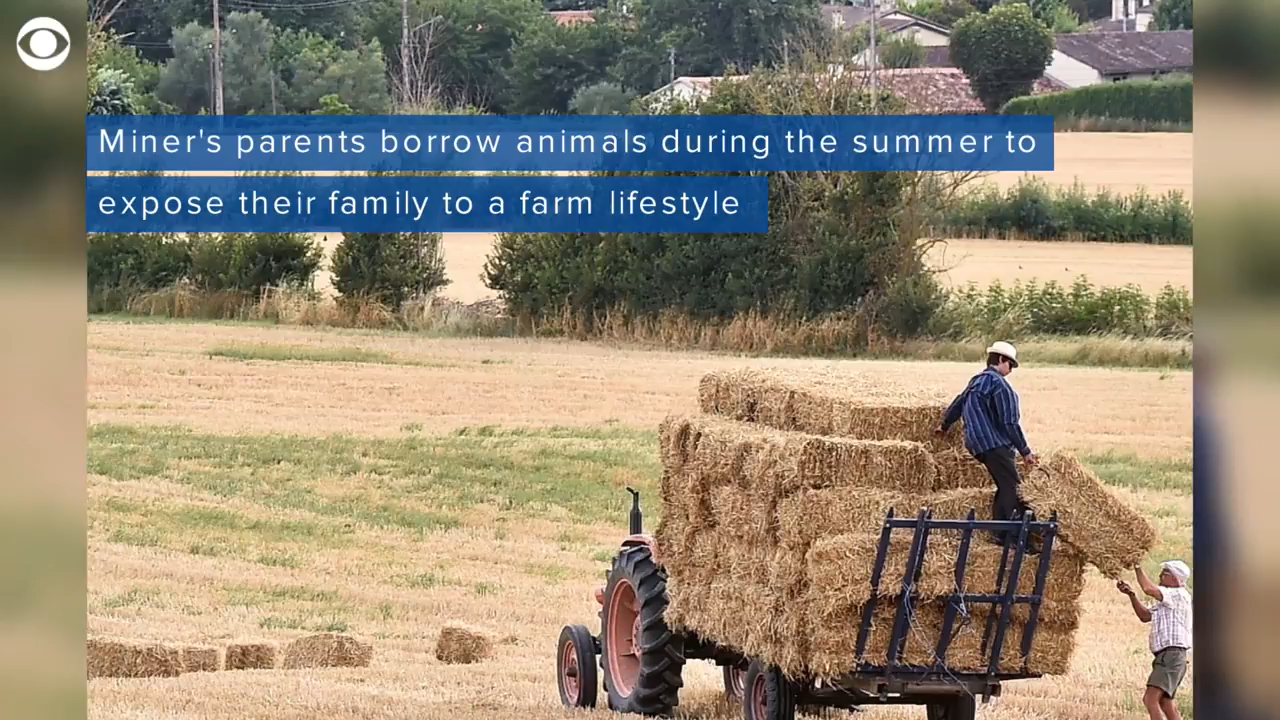 Miner's parents borrow animals during the summer to
expose their family to a farm lifestyle